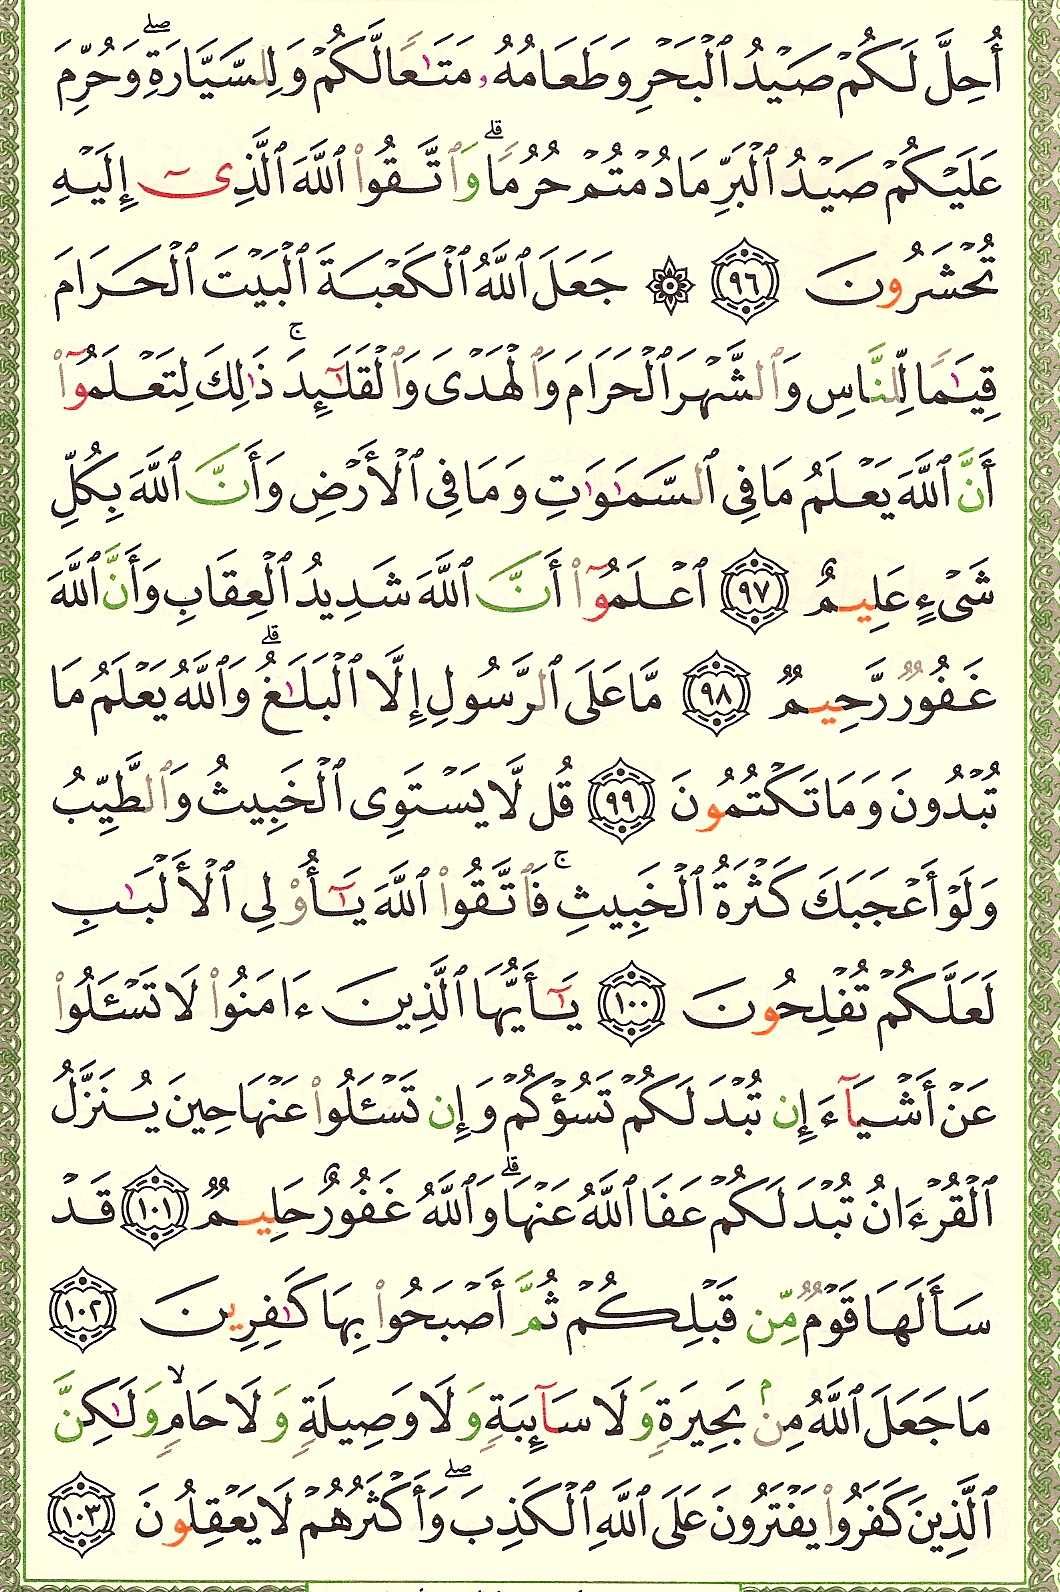 أُحِلَّ لَكُمْ صَيْدُ ٱلْبَحْرِ وَطَعَامُهُۥ مَتَـٰعًا لَّكُمْ وَلِلسَّيَّارَةِ ۖ وَحُرِّمَ
عَلَيْكُمْ صَيْدُ ٱلْبَرِّ مَا دُمْتُمْ حُرُمًا ۗ وَٱتَّقُوا۟ ٱللَّهَ ٱلَّذِىٓ إِلَيْهِ
تُحْشَرُونَ ٩٦ ۞ جَعَلَ ٱللَّهُ ٱلْكَعْبَةَ ٱلْبَيْتَ ٱلْحَرَامَ
قِيَـٰمًا لِّلنَّاسِ وَٱلشَّهْرَ ٱلْحَرَامَ وَٱلْهَدْىَ وَٱلْقَلَـٰٓئِدَ ۚ ذَٰلِكَ لِتَعْلَمُوٓا۟
أَنَّ ٱللَّهَ يَعْلَمُ مَا فِى ٱلسَّمَـٰوَٰتِ وَمَا فِى ٱلْأَرْضِ وَأَنَّ ٱللَّهَ بِكُلِّ
شَىْءٍ عَلِيمٌ ٩٧ ٱعْلَمُوٓا۟ أَنَّ ٱللَّهَ شَدِيدُ ٱلْعِقَابِ وَأَنَّ ٱللَّهَ
غَفُورٌ رَّحِيمٌ ٩٨ مَّا عَلَى ٱلرَّسُولِ إِلَّا ٱلْبَلَـٰغُ ۗ وَٱللَّهُ يَعْلَمُ مَا
تُبْدُونَ وَمَا تَكْتُمُونَ ٩٩ قُل لَّا يَسْتَوِى ٱلْخَبِيثُ وَٱلطَّيِّبُ
وَلَوْ أَعْجَبَكَ كَثْرَةُ ٱلْخَبِيثِ ۚ فَٱتَّقُوا۟ ٱللَّهَ يَـٰٓأُو۟لِى ٱلْأَلْبَـٰبِ
لَعَلَّكُمْ تُفْلِحُونَ ١٠٠ يَـٰٓأَيُّهَا ٱلَّذِينَ ءَامَنُوا۟ لَا تَسْـَٔلُوا۟
عَنْ أَشْيَآءَ إِن تُبْدَ لَكُمْ تَسُؤْكُمْ وَإِن تَسْـَٔلُوا۟ عَنْهَا حِينَ يُنَزَّلُ
ٱلْقُرْءَانُ تُبْدَ لَكُمْ عَفَا ٱللَّهُ عَنْهَا ۗ وَٱللَّهُ غَفُورٌ حَلِيمٌ ١٠١ قَدْ
سَأَلَهَا قَوْمٌ مِّن قَبْلِكُمْ ثُمَّ أَصْبَحُوا۟ بِهَا كَـٰفِرِينَ ١٠٢
مَا جَعَلَ ٱللَّهُ مِنۢ بَحِيرَةٍ وَلَا سَآئِبَةٍ وَلَا وَصِيلَةٍ وَلَا حَامٍ ۙ وَلَـٰكِنَّ
ٱلَّذِينَ كَفَرُوا۟ يَفْتَرُونَ عَلَى ٱللَّهِ ٱلْكَذِبَ ۖ وَأَكْثَرُهُمْ لَا يَعْقِلُونَ ١٠٣